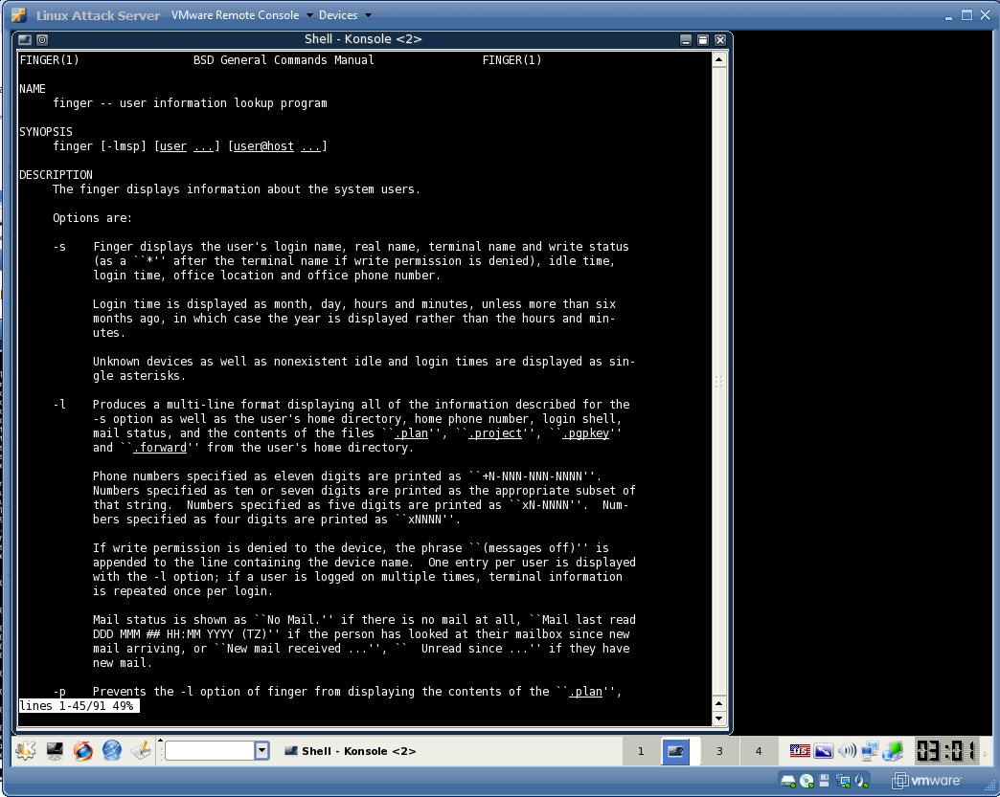 Linux Attack Server VMware Remote Console Devices
Shell - Konsole <2>
FINGER(1) BSD General Commands Manual FINGER(1)
NAME
finger -- user information lookup program
SYNOPSIS
finger [-lmsp] [user ...] [user@host ...]
DESCRIPTION
The finger displays information about the system users.
Options are:
-s Finger displays the user's login name, real name, terminal name and write status
(as a ``*'' after the terminal name if write permission is denied), idle time,
login time, office location and office phone number.
Login time is displayed as month, day, hours and minutes, unless more than six
months ago, in which case the year is displayed rather than the hours and min-
utes.
Unknown devices as well as nonexistent idle and login times are displayed as sin-
gle asterisks.
-l Produces a multi-line format displaying all of the information described for the
-s option as well as the user's home directory, home phone number, login shell,
mail status, and the contents of the files ``.plan'', ``.project'', ``.pgpkey''
and ``.forward'' from the user's home directory.
Phone numbers specified as eleven digits are printed as ``+N-NNN-NNN-NNNN''.
Numbers specified as ten or seven digits are printed as the appropriate subset of
that string.  Numbers specified as five digits are printed as ``xN-NNNN''.  Num-
bers specified as four digits are printed as ``xNNNN''.
If write permission is denied to the device, the phrase ``(messages off)'' is
appended to the line containing the device name.  One entry per user is displayed
with the -l option; if a user is logged on multiple times, terminal information
is repeated once per login.
Mail status is shown as ``No Mail.'' if there is no mail at all, ``Mail last read
DDD MMM ## HH:MM YYYY (TZ)'' if the person has looked at their mailbox since new
mail arriving, or ``New mail received ...'', ``  Unread since ...'' if they have
new mail.
-p Prevents the -l option of finger from displaying the contents of the ``.plan'',
lines 1-45/91 49%
Shell - Konsole <2> 1 3 4 US 03:01
vmware